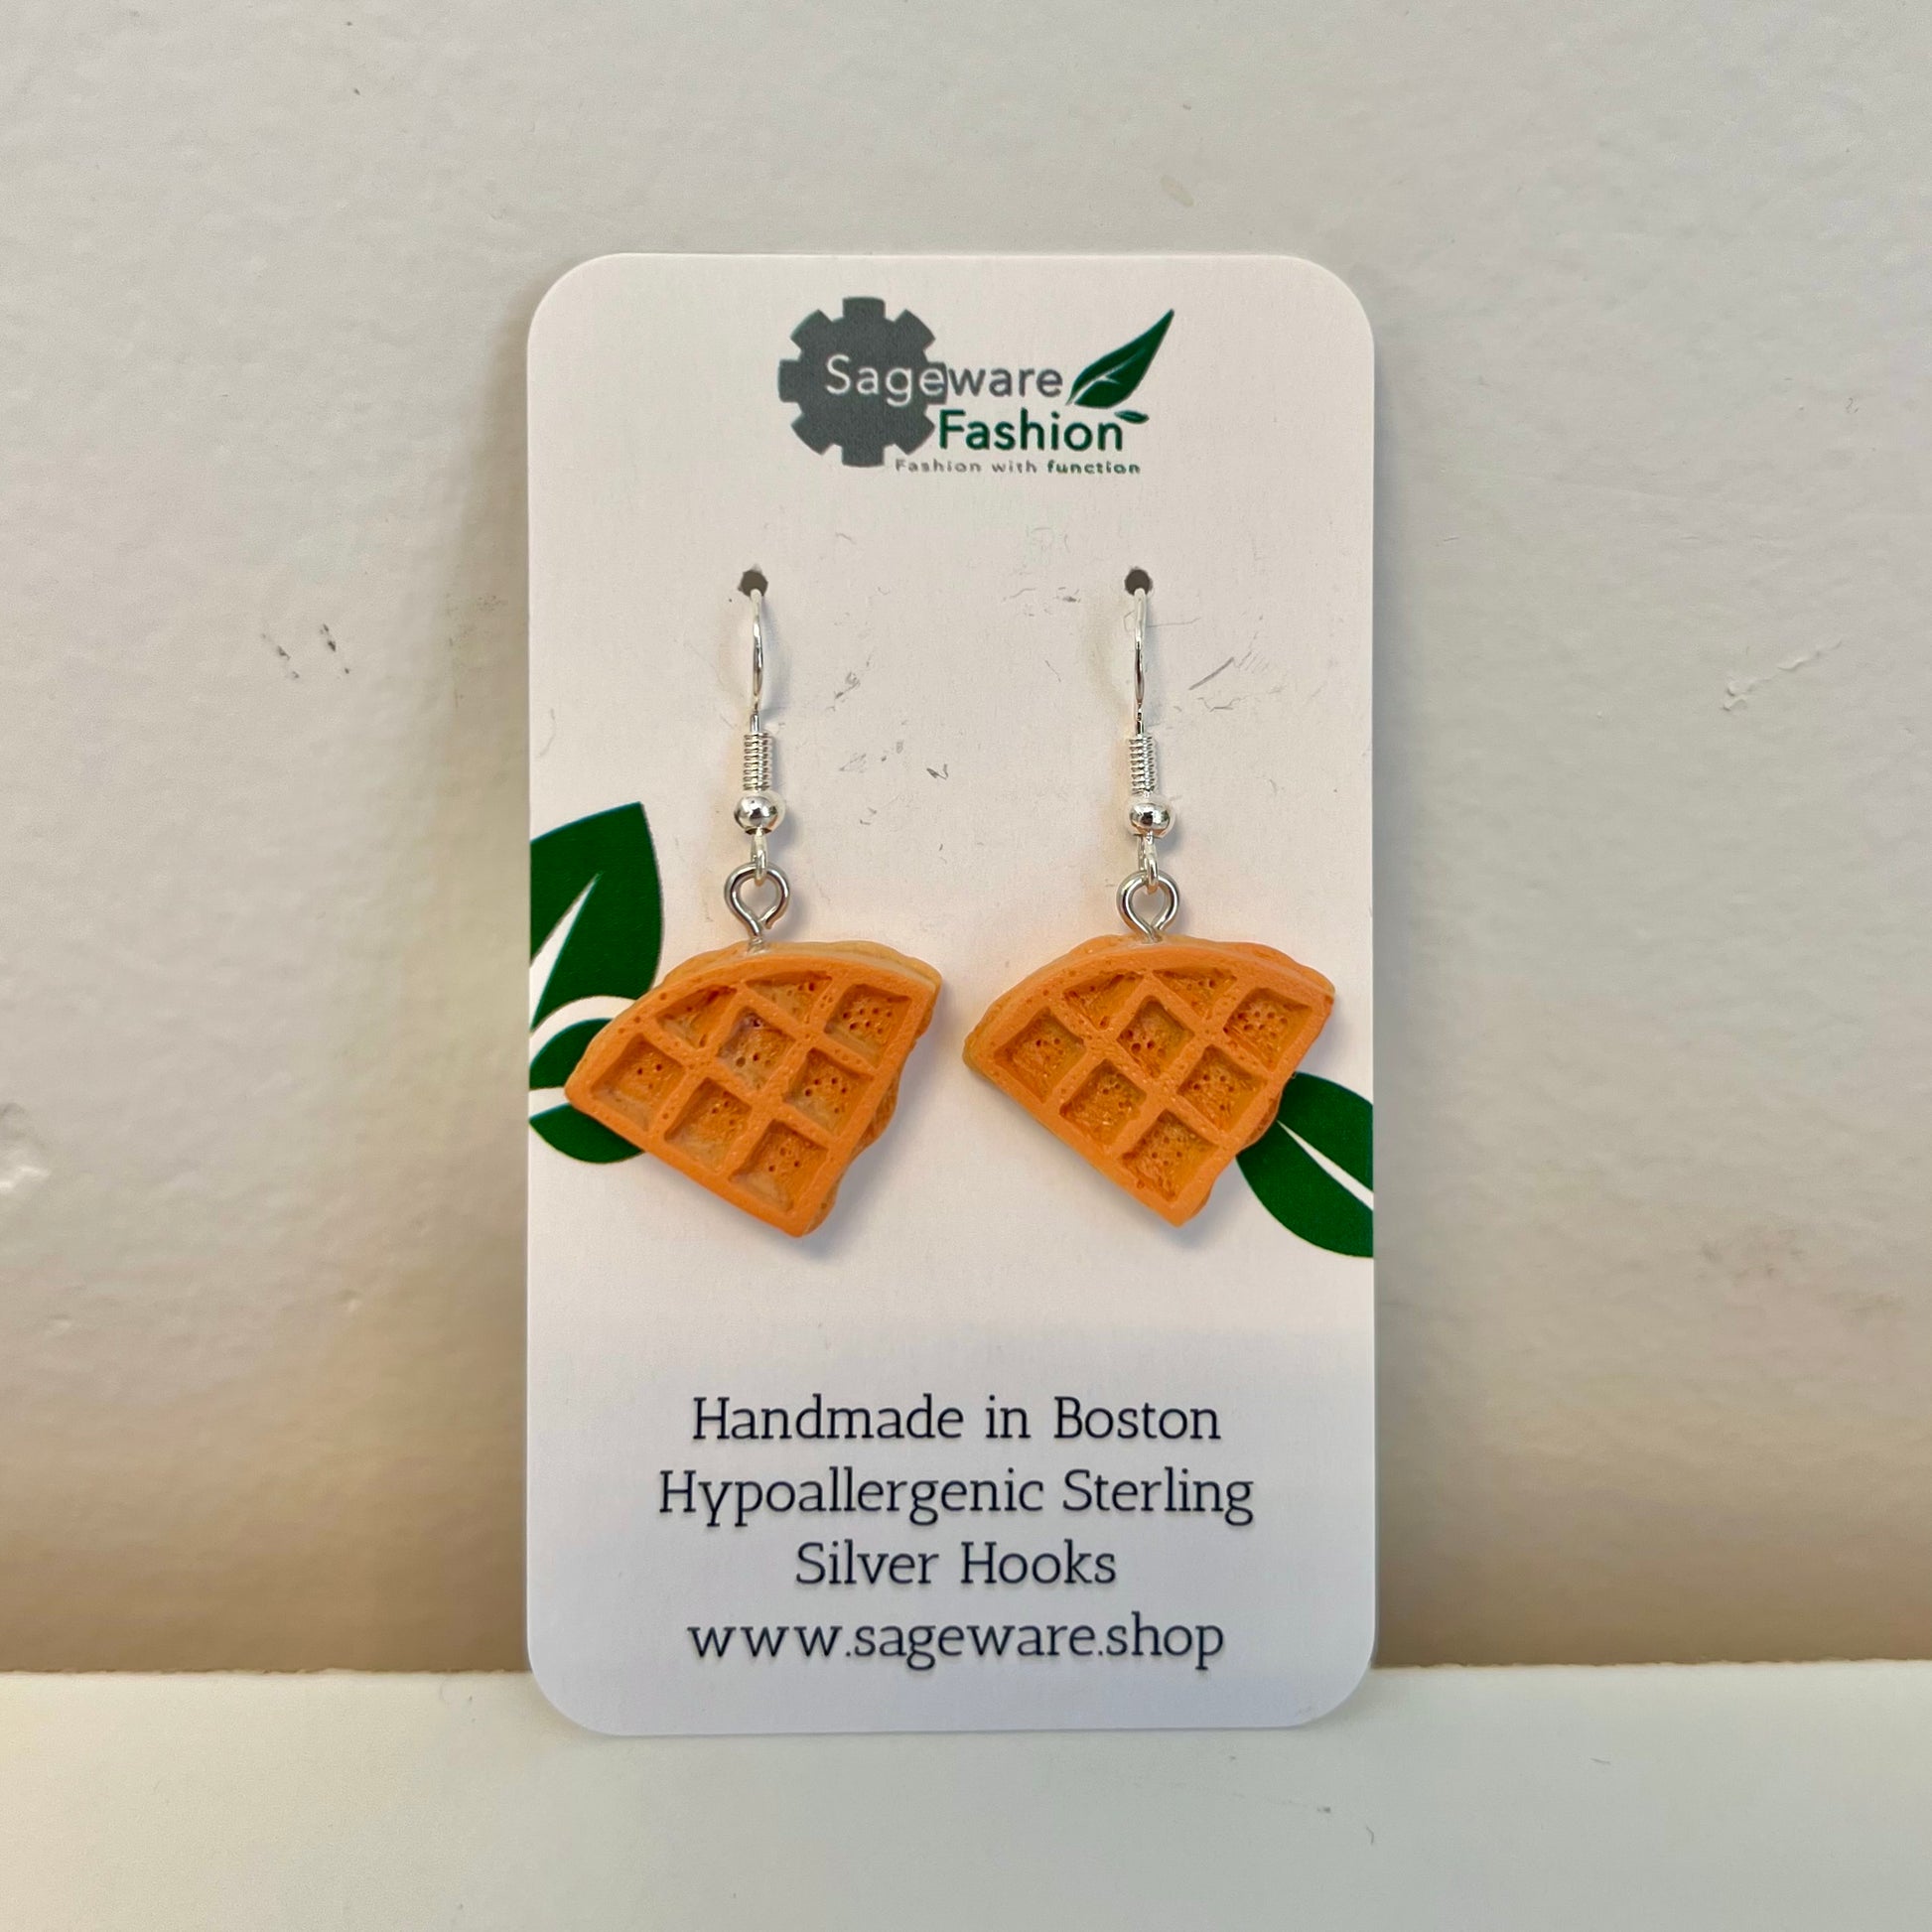 Sageware
Fashion
Fashion with function
Handmade in Boston
Hypoallergenic Sterling
Silver Hooks
www.sageware.shop